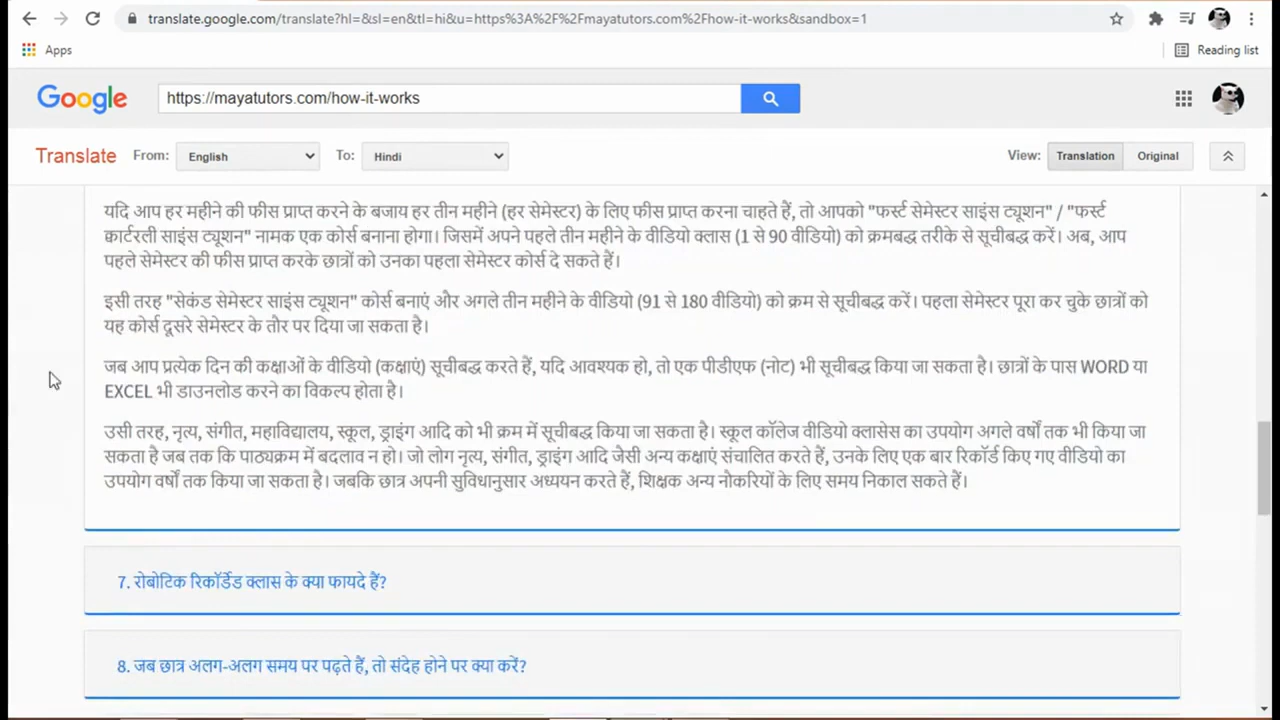 translate.google.com/translate?hl=&sl=en&tl=hi&u=https%3A%2F%2Fmayatutors.com%2Fhow-it-works&sandbox=1
Apps
Reading list
Google
https://mayatutors.com/how-it-works
Translate From: English To: Hindi View: Translation Original
यदि आप हर महीने की फीस प्राप्त करने के बजाय हर तीन महीने (हर सेमेस्टर) के लिए फीस प्राप्त करना चाहते हैं, तो आपको "फर्स्ट सेमेस्टर साइंस ट्यूशन" / "फर्स्ट
क्वार्टरली साइंस ट्यूशन" नामक एक कोर्स बनाना होगा। जिसमें अपने पहले तीन महीने के वीडियो क्लास (1 से 90 वीडियो) को क्रमबद्ध तरीके से सूचीबद्ध करें। अब, आप
पहले सेमेस्टर की फीस प्राप्त करके छात्रों को उनका पहला सेमेस्टर कोर्स दे सकते हैं।
इसी तरह "सेकंड सेमेस्टर साइंस ट्यूशन" कोर्स बनाएं और अगले तीन महीने के वीडियो (91 से 180 वीडियो) को क्रम से सूचीबद्ध करें। पहला सेमेस्टर पूरा कर चुके छात्रों को
यह कोर्स दूसरे सेमेस्टर के तौर पर दिया जा सकता है।
जब आप प्रत्येक दिन की कक्षाओं के वीडियो (कक्षाएं) सूचीबद्ध करते हैं, यदि आवश्यक हो, तो एक पीडीएफ (नोट) भी सूचीबद्ध किया जा सकता है। छात्रों के पास WORD या
EXCEL भी डाउनलोड करने का विकल्प होता है।
उसी तरह, नृत्य, संगीत, महाविद्यालय, स्कूल, ड्राइंग आदि को भी क्रम में सूचीबद्ध किया जा सकता है। स्कूल कॉलेज वीडियो क्लासेस का उपयोग अगले वर्षों तक भी किया जा
सकता है जब तक कि पाठ्यक्रम में बदलाव न हो। जो लोग नृत्य, संगीत, ड्राइंग आदि जैसी अन्य कक्षाएं संचालित करते हैं, उनके लिए एक बार रिकॉर्ड किए गए वीडियो का
उपयोग वर्षों तक किया जा सकता है। जबकि छात्र अपनी सुविधानुसार अध्ययन करते हैं, शिक्षक अन्य नौकरियों के लिए समय निकाल सकते हैं।
7. रोबोटिक रिकॉर्डेड क्लास के क्या फायदे हैं?
8. जब छात्र अलग-अलग समय पर पढ़ते हैं, तो संदेह होने पर क्या करें?